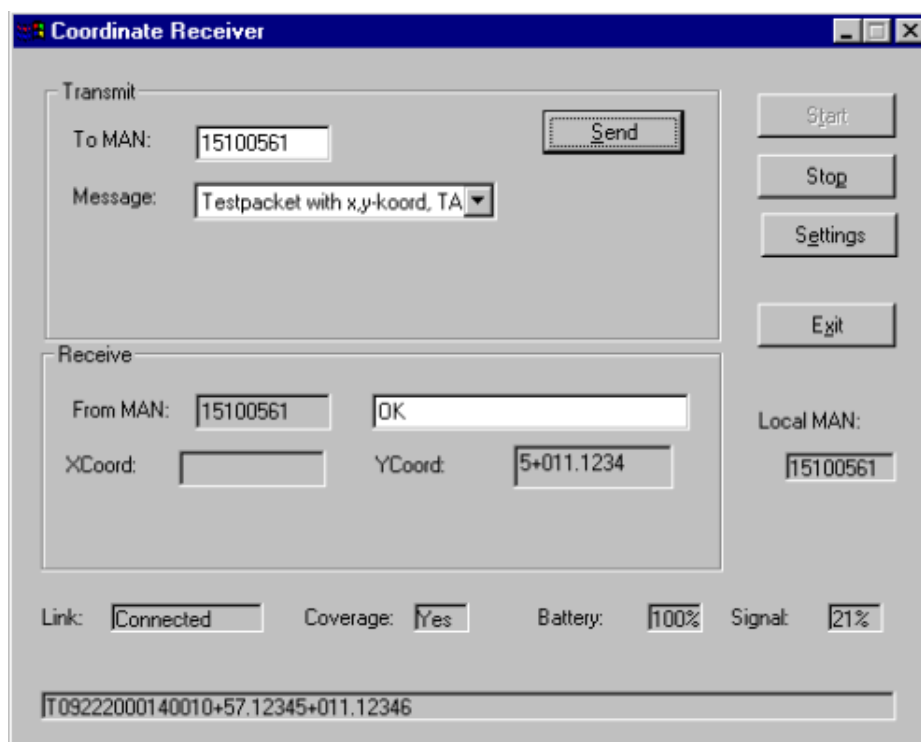 Coordinate Receiver
Transmit
To MAN: 15100561 Send
Message: Testpacket with x,y-koord, TA
Start
Stop
Settings
Exit
Receive
From MAN: 15100561 OK
XCoord: YCoord: 5+011.1234
Local MAN:
15100561
Link: Connected Coverage: Yes Battery: 100% Signal: 21%
T09222000140010+57.12345+011.12346